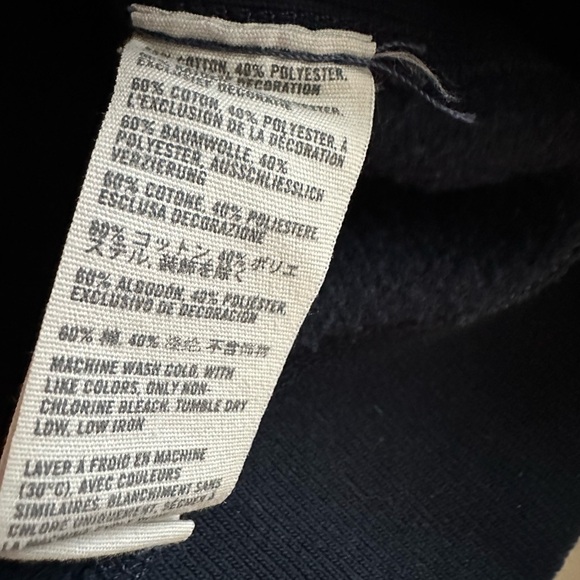 COTTON, 40% POLYESTER,
EXCLUSIVE DECORATION
60% COTON, 40% POLYESTER, À
L'EXCLUSION DE LA DÉCORATION
60% BAUMWOLLE, 40%
POLYESTER, AUSSCHLIESSLICH
VERZIERUNG
60% COTONE, 40% POLIESTERE,
ESCLUSA DECORAZIONE
60% コットン, 40% ポリエ
ステル, 装飾を除く
60% ALGODÓN, 40% POLIÉSTER,
EXCLUSIVO DE DECORACIÓN
60% 棉, 40% 涤纶 不含饰物
MACHINE WASH COLD, WITH
LIKE COLORS, ONLY NON-
CHLORINE BLEACH. TUMBLE DRY
LOW, LOW IRON
LAVER À FROID EN MACHINE
(30°C), AVEC COULEURS
SIMILAIRES. BLANCHIMENT SANS
CHLORE UNIQUEMENT, SÉCHER À